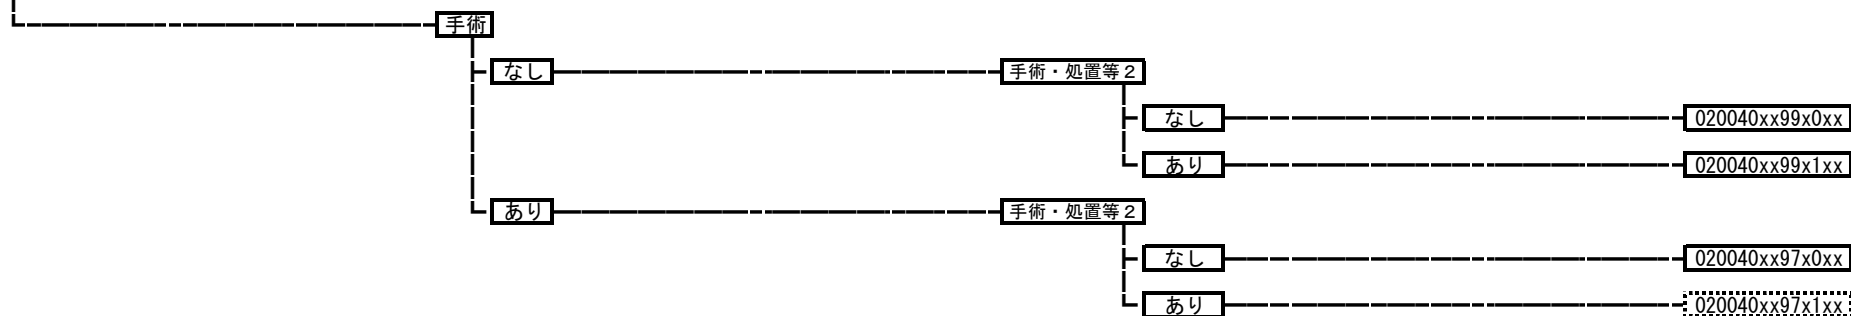 手術
なし 手術・処置等2
なし 020040xx99x0xx
あり 020040xx99x1xx
あり 手術・処置等2
なし 020040xx97x0xx
あり 020040xx97x1xx